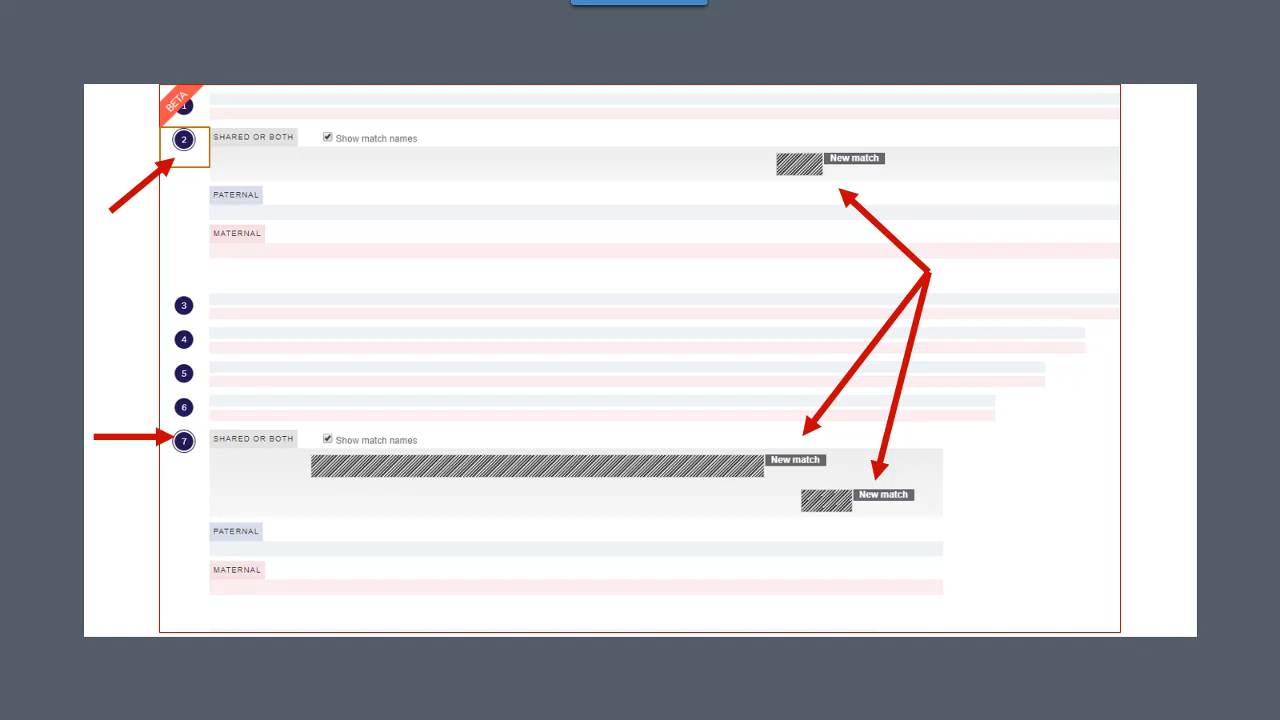 BETA
1
2
SHARED OR BOTH
Show match names
New match
PATERNAL
MATERNAL
3
4
5
6
7
SHARED OR BOTH
Show match names
New match
New match
PATERNAL
MATERNAL